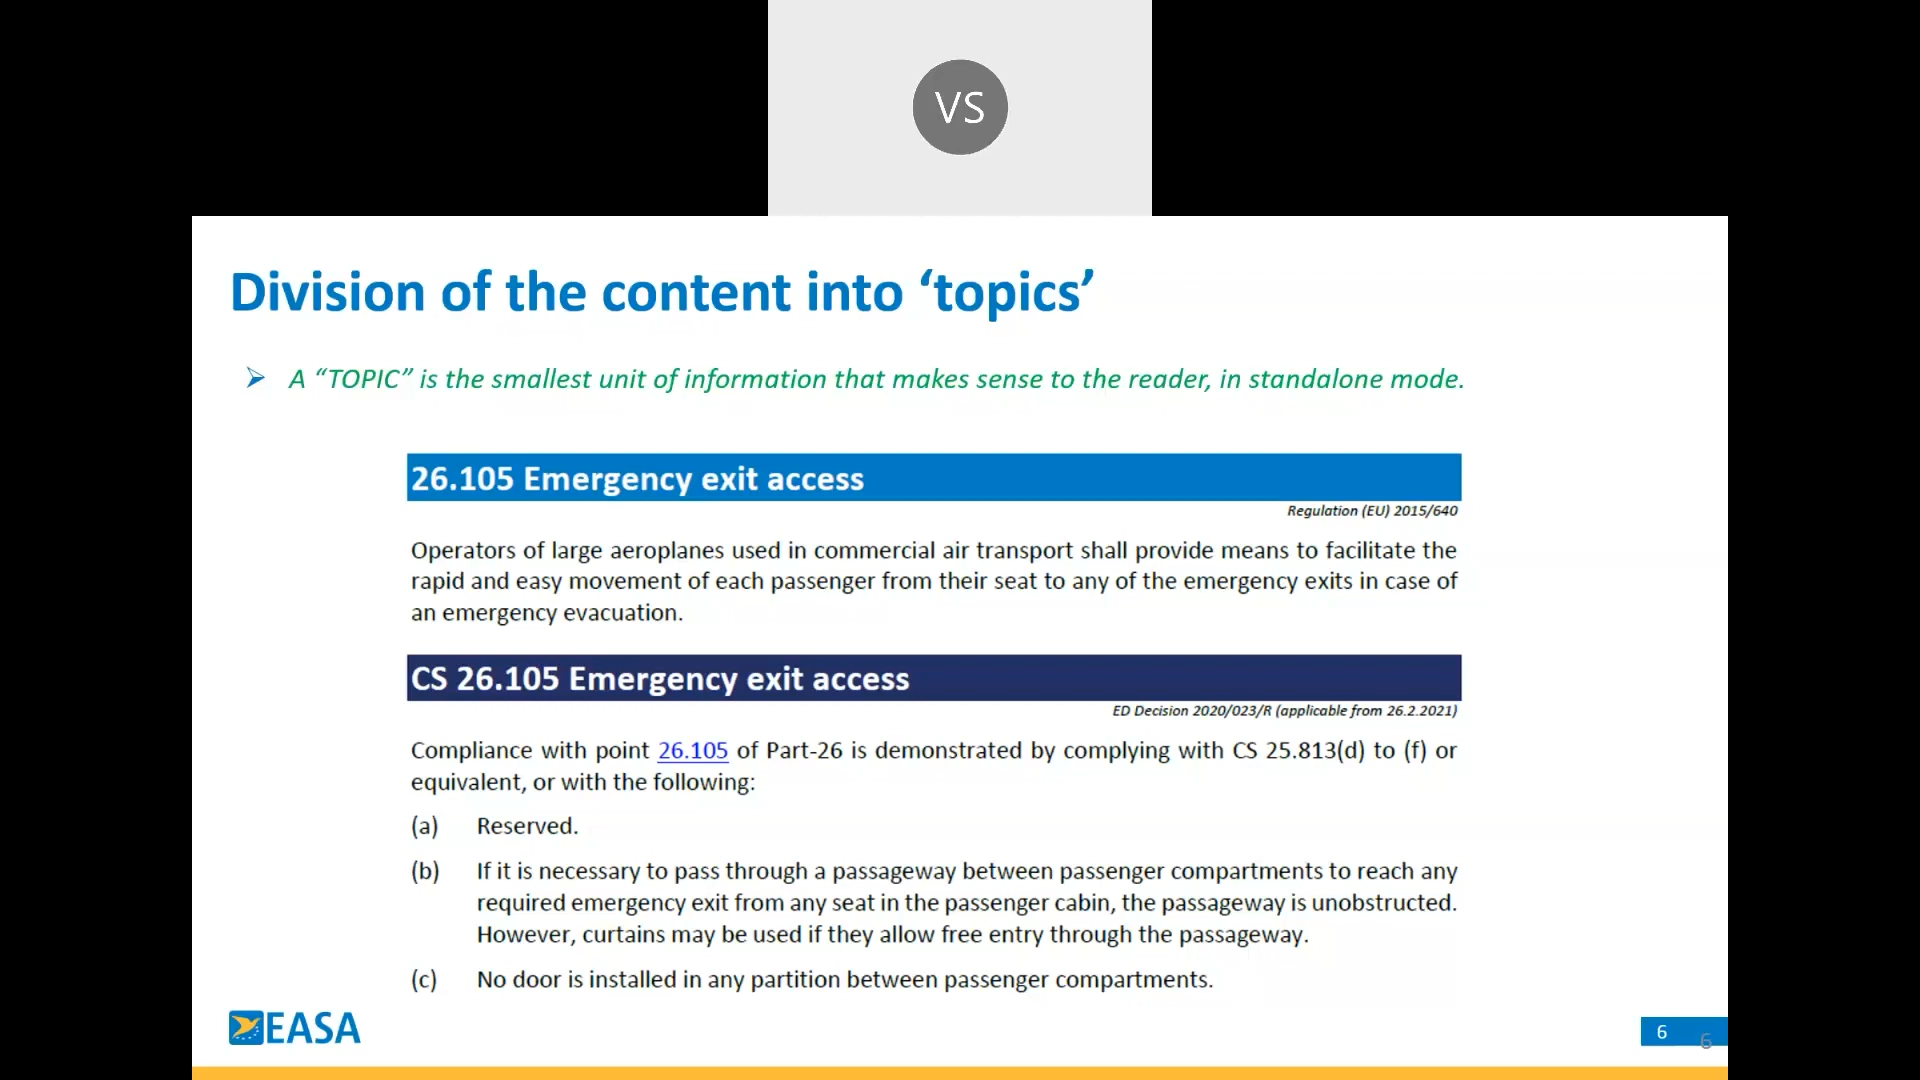 VS
Division of the content into ‘topics’
➢ A “TOPIC” is the smallest unit of information that makes sense to the reader, in standalone mode.
26.105 Emergency exit access
Regulation (EU) 2015/640
Operators of large aeroplanes used in commercial air transport shall provide means to facilitate the
rapid and easy movement of each passenger from their seat to any of the emergency exits in case of
an emergency evacuation.
CS 26.105 Emergency exit access
ED Decision 2020/023/R (applicable from 26.2.2021)
Compliance with point 26.105 of Part-26 is demonstrated by complying with CS 25.813(d) to (f) or
equivalent, or with the following:
(a) Reserved.
(b) If it is necessary to pass through a passageway between passenger compartments to reach any
required emergency exit from any seat in the passenger cabin, the passageway is unobstructed.
However, curtains may be used if they allow free entry through the passageway.
(c) No door is installed in any partition between passenger compartments.
EASA
6
6